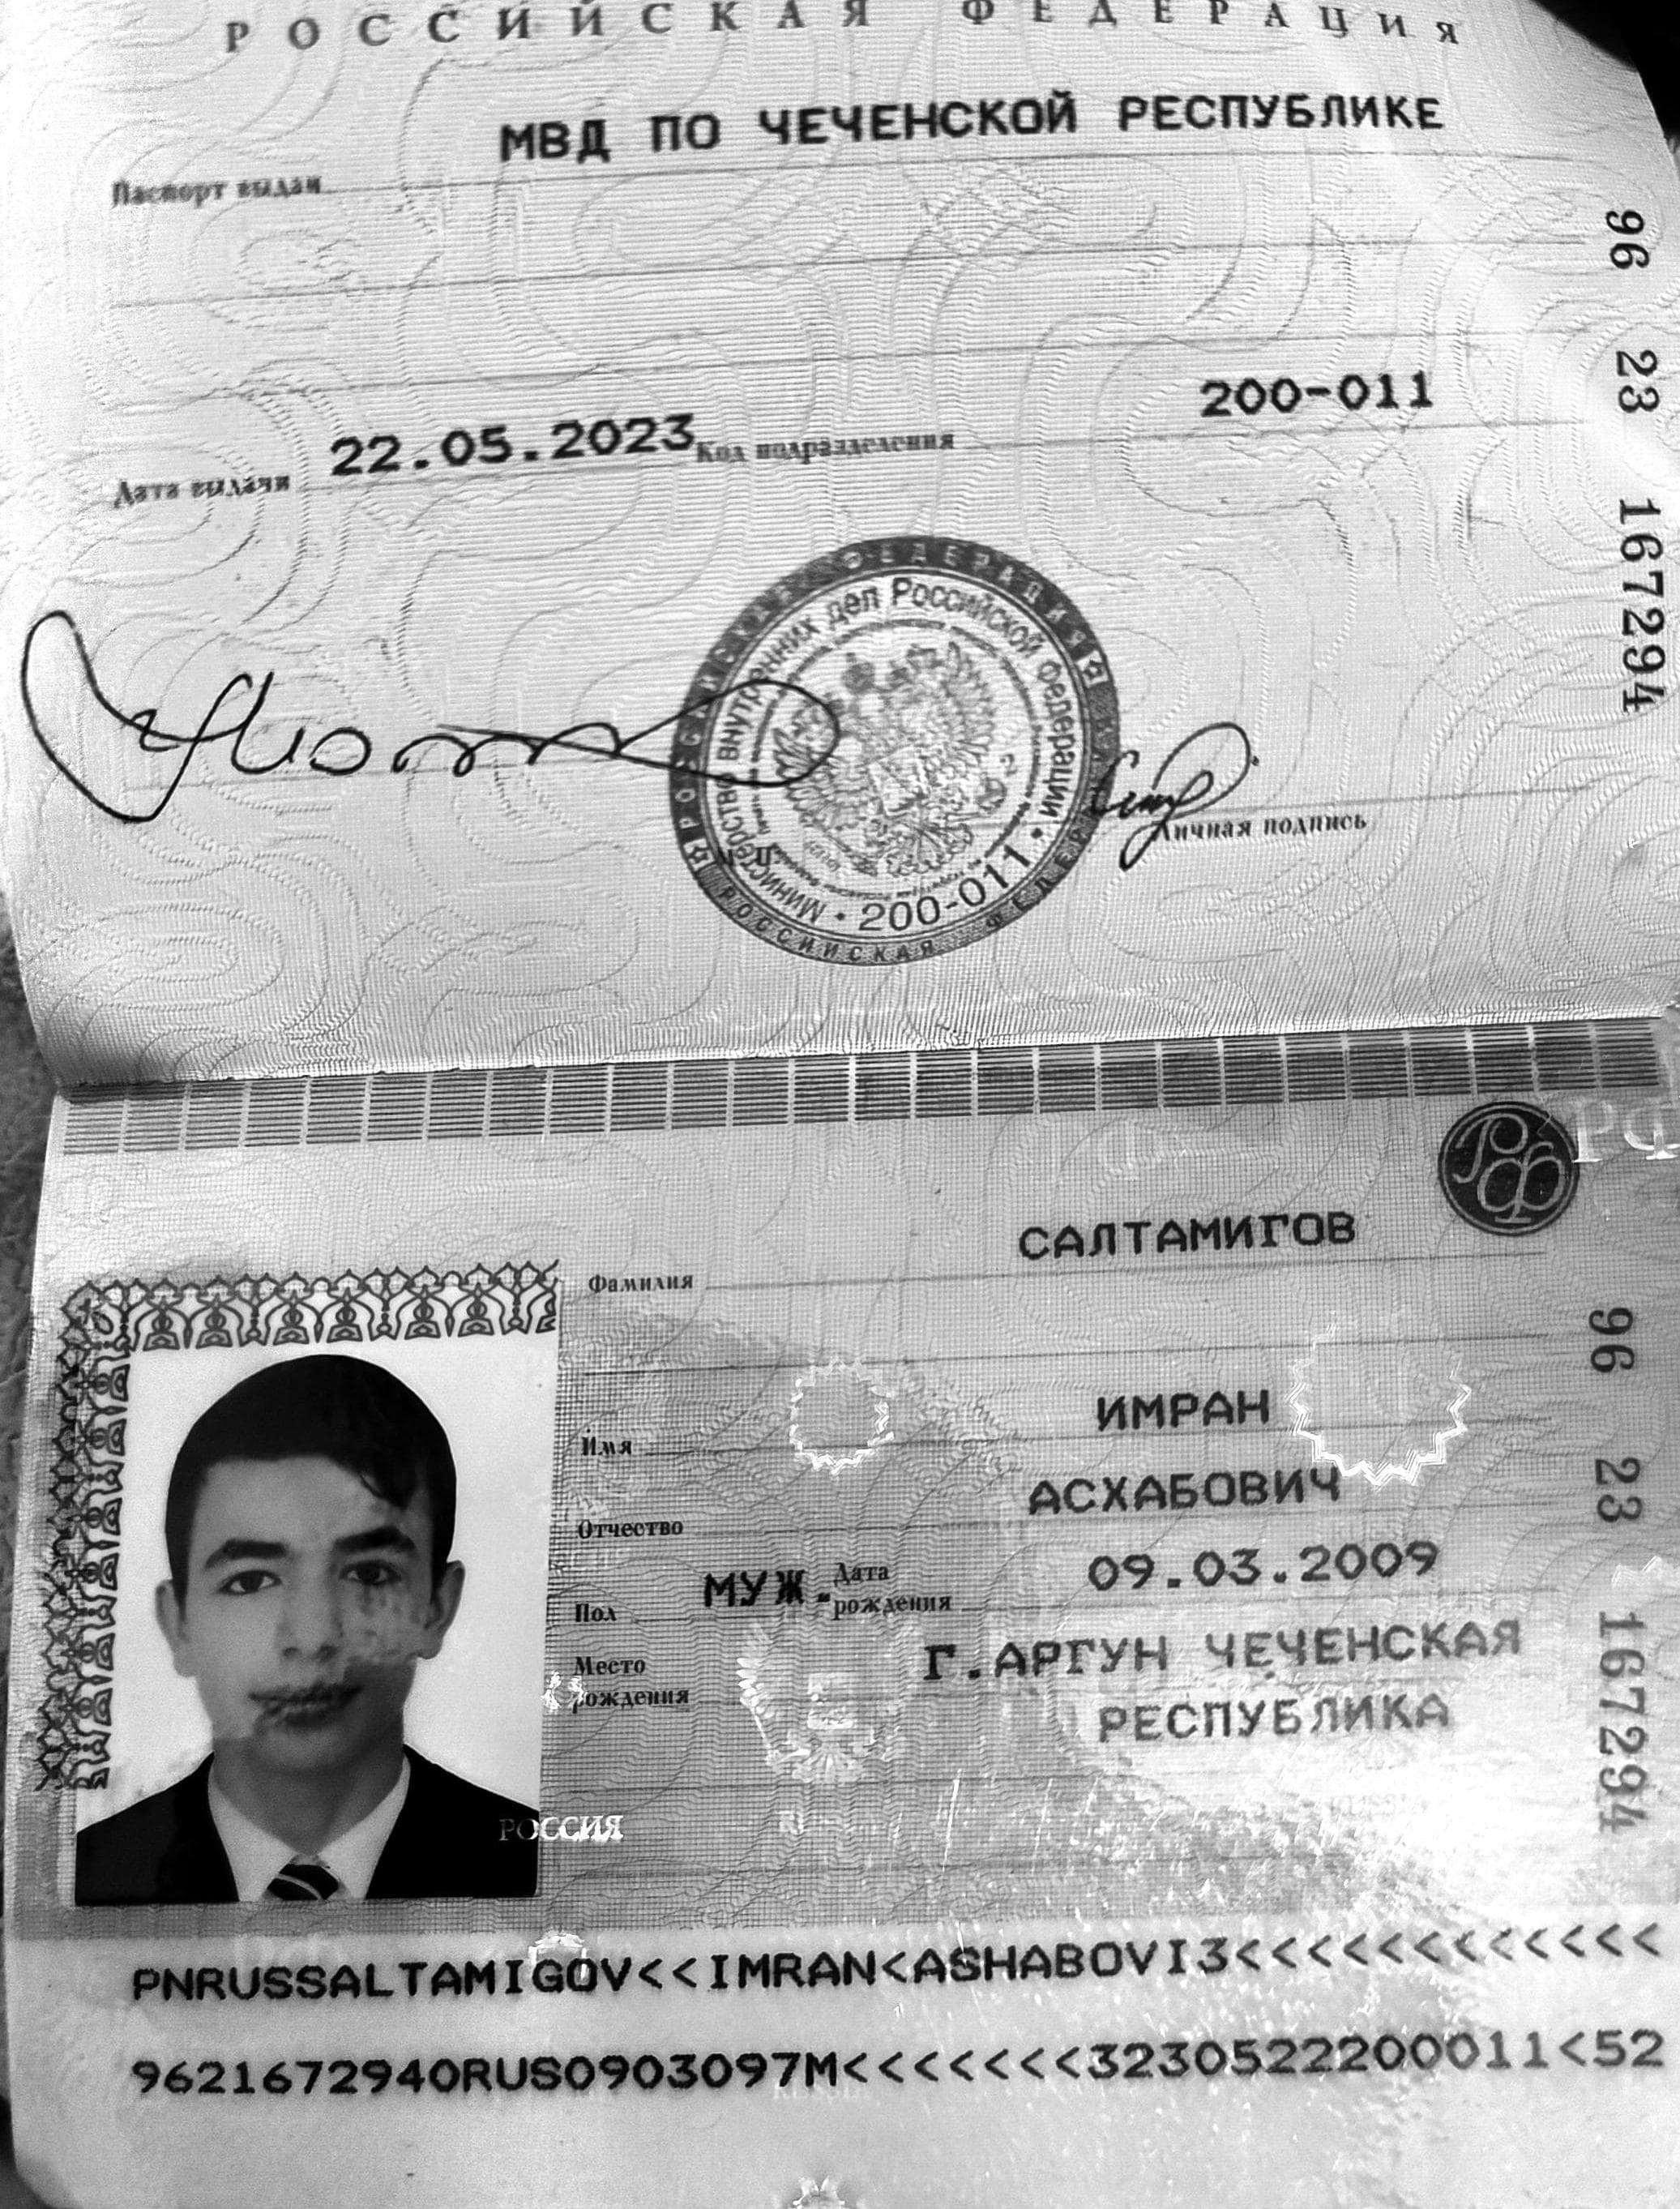 РОССИЙСКАЯ ФЕДЕРАЦИЯ
МВД ПО ЧЕЧЕНСКОЙ РЕСПУБЛИКЕ
Паспорт выдан
22.05.2023 200-011
Дата выдачи Код подразделения
96 23 167294
РОССИЙСКАЯ ФЕДЕРАЦИЯ
Министерство внутренних дел Российской Федерации
200-011
РОССИЙСКАЯ ФЕДЕРАЦИЯ
Личная подпись
РФ
РФ
САЛТАМИГОВ
Фамилия
ИМРАН
Имя
АСХАБОВИЧ
Отчество
Пол МУЖ. Дата рождения 09.03.2009
Место рождения Г.АРГУН ЧЕЧЕНСКАЯ
РЕСПУБЛИКА
96 23 167294
РОССИЯ
PNRUSSALTAMIGOV<<IMRAN<ASHABOVI3<<<<<<<<<<<<
9621672940RUS0903097M<<<<<<<3230522200011<52